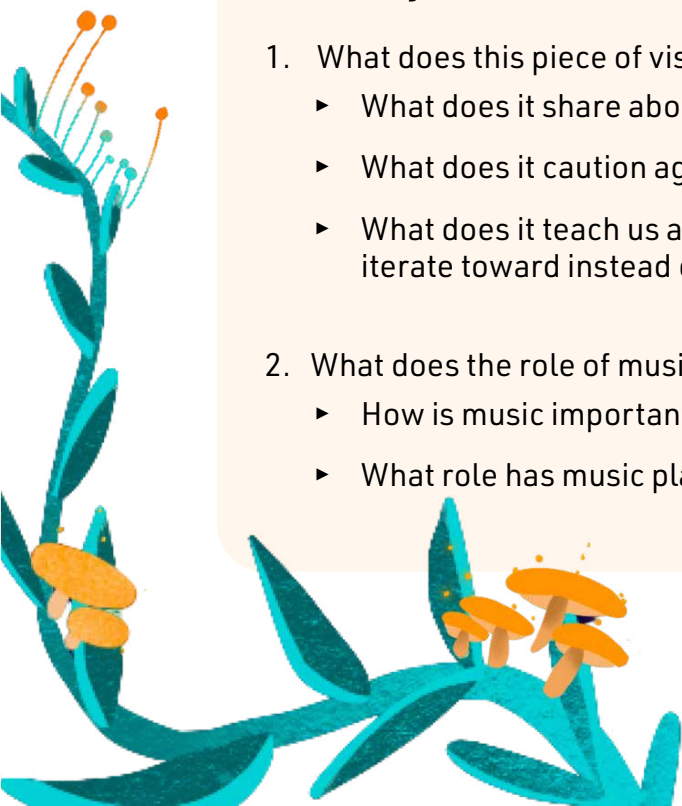 1. What does this piece of vis
▸ What does it share abo
▸ What does it caution ag
▸ What does it teach us a
iterate toward instead
2. What does the role of musi
▸ How is music importan
▸ What role has music pla